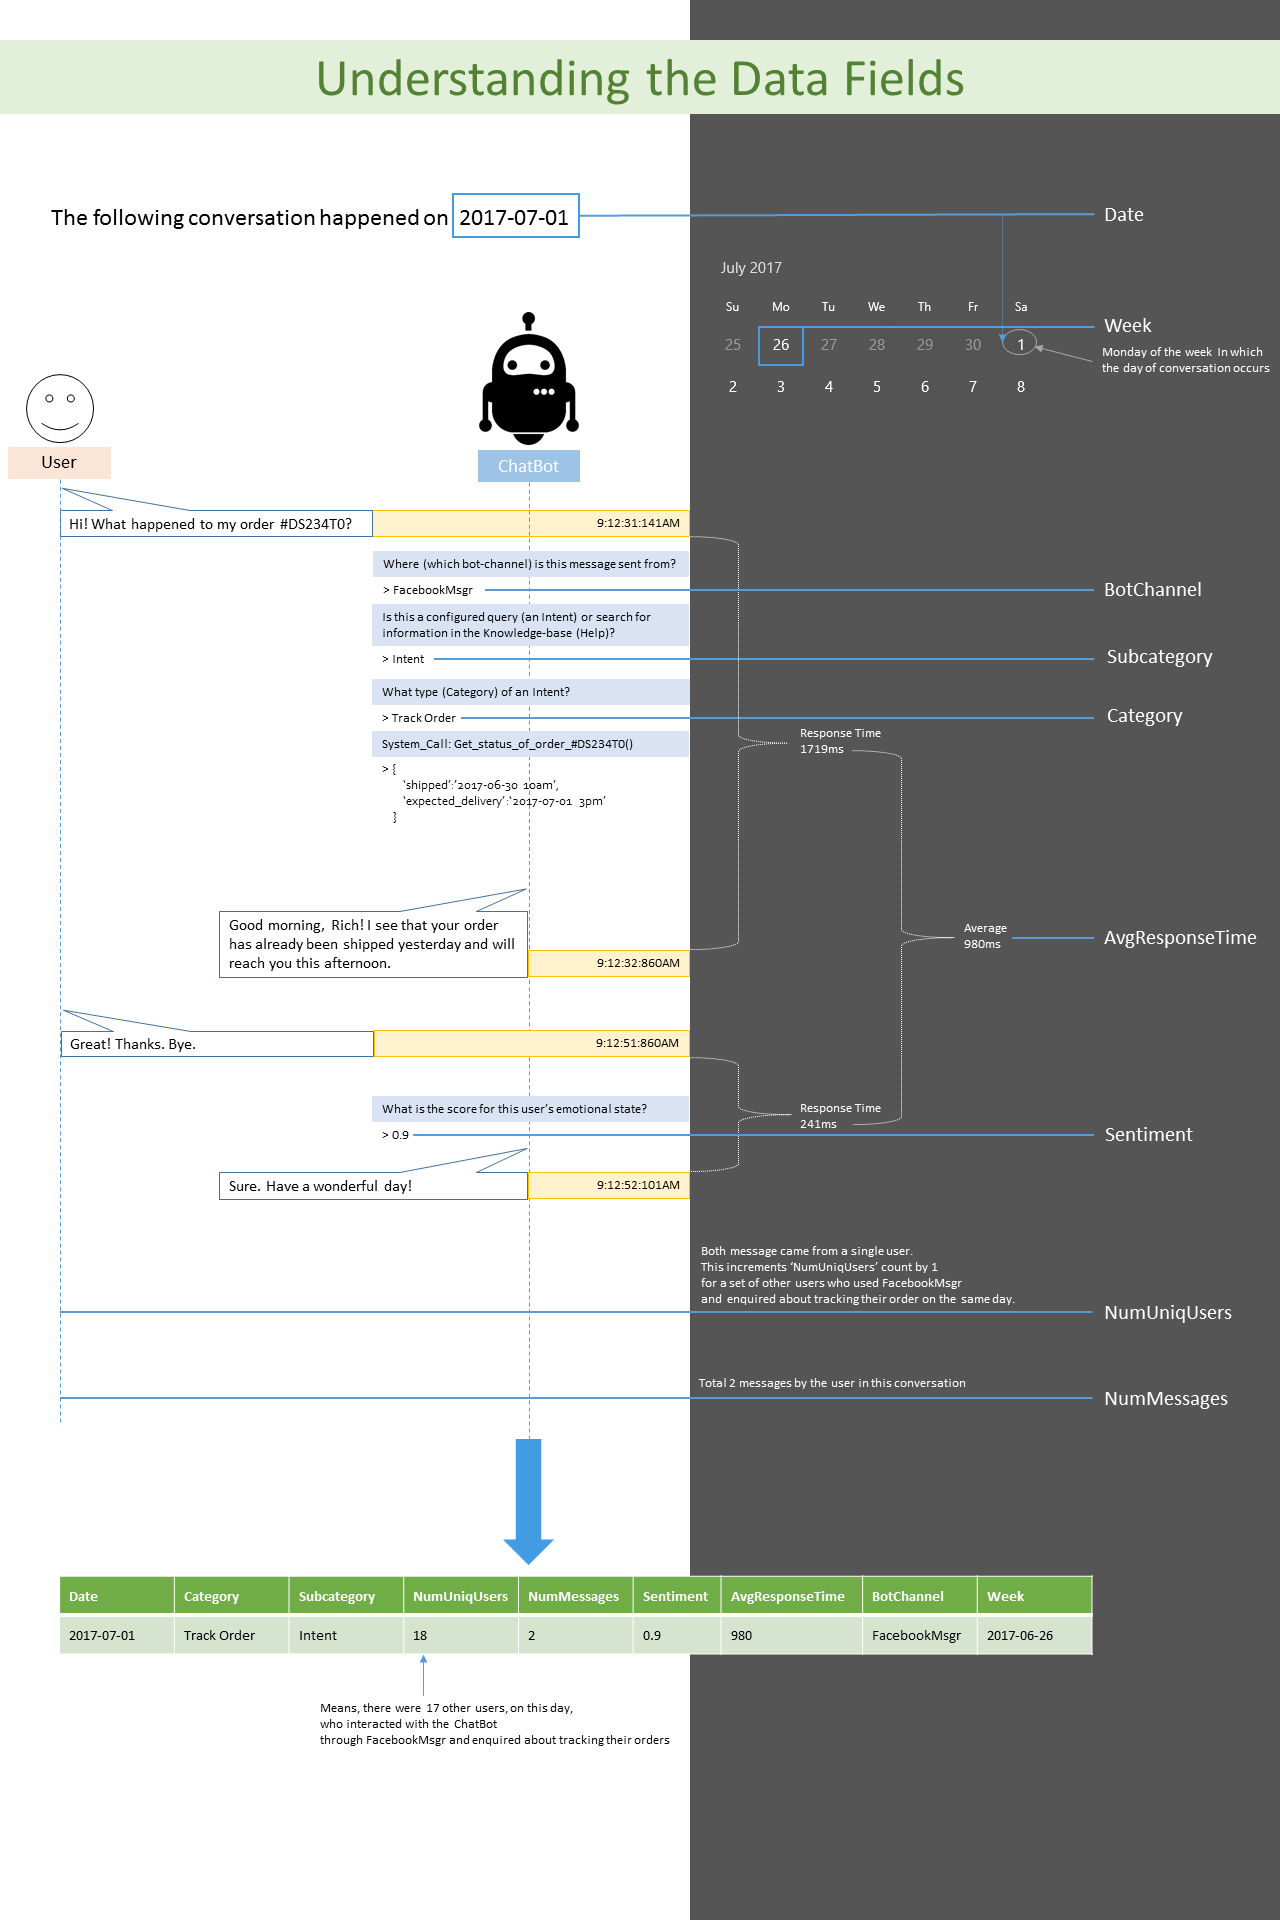 Understanding the Data Fields
The following conversation happened on 2017-07-01
Date
July 2017
Su Mo Tu We Th Fr Sa
25 26 27 28 29 30 1
2 3 4 5 6 7 8
Week
Monday of the week In which
the day of conversation occurs
User
ChatBot
Hi! What happened to my order #DS234T0?
9:12:31:141AM
Where (which bot-channel) is this message sent from?
> FacebookMsgr
BotChannel
Is this a configured query (an Intent) or search for
information in the Knowledge-base (Help)?
> Intent
Subcategory
What type (Category) of an Intent?
> Track Order
Category
System_Call: Get_status_of_order_#DS234T0()
> {
‘shipped’:’2017-06-30 10am’,
‘expected_delivery’:‘2017-07-01 3pm’
}
Response Time
1719ms
Good morning, Rich! I see that your order
has already been shipped yesterday and will
reach you this afternoon.
9:12:32:860AM
Average
980ms
AvgResponseTime
Great! Thanks. Bye.
9:12:51:860AM
What is the score for this user’s emotional state?
> 0.9
Response Time
241ms
Sentiment
Sure. Have a wonderful day!
9:12:52:101AM
Both message came from a single user.
This increments ‘NumUniqUsers’ count by 1
for a set of other users who used FacebookMsgr
and enquired about tracking their order on the same day.
NumUniqUsers
Total 2 messages by the user in this conversation
NumMessages
Date Category Subcategory NumUniqUsers NumMessages Sentiment AvgResponseTime BotChannel Week
2017-07-01 Track Order Intent 18 2 0.9 980 FacebookMsgr 2017-06-26
Means, there were 17 other users, on this day,
who interacted with the ChatBot
through FacebookMsgr and enquired about tracking their orders